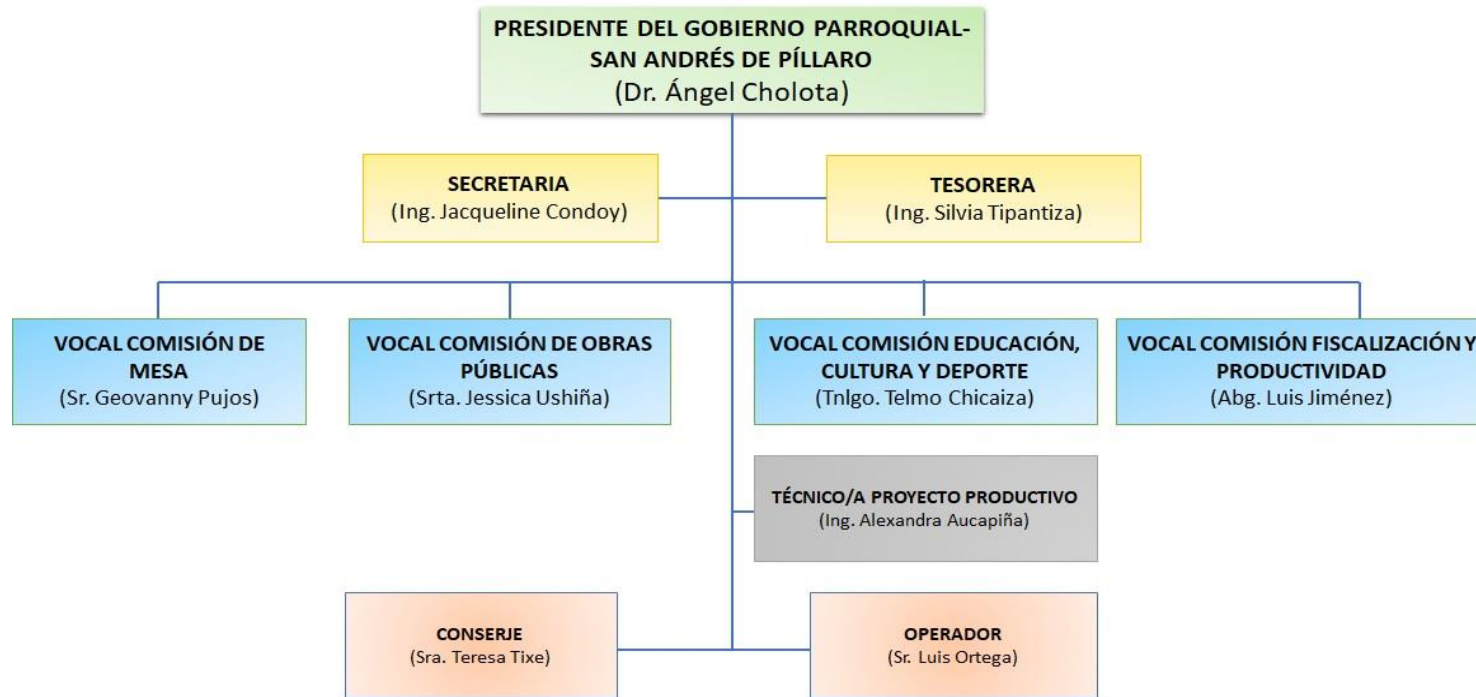 PRESIDENTE DEL GOBIERNO PARROQUIAL-
SAN ANDRÉS DE PÍLLARO
(Dr. Ángel Cholota)
SECRETARIA
(Ing. Jacqueline Condoy)
TESORERA
(Ing. Silvia Tipantiza)
VOCAL COMISIÓN DE
MESA
(Sr. Geovanny Pujos)
VOCAL COMISIÓN DE OBRAS
PÚBLICAS
(Srta. Jessica Ushiña)
VOCAL COMISIÓN EDUCACIÓN,
CULTURA Y DEPORTE
(Tnlgo. Telmo Chicaiza)
VOCAL COMISIÓN FISCALIZACIÓN Y
PRODUCTIVIDAD
(Abg. Luis Jiménez)
TÉCNICO/A PROYECTO PRODUCTIVO
(Ing. Alexandra Aucapiña)
CONSERJE
(Sra. Teresa Tixe)
OPERADOR
(Sr. Luis Ortega)